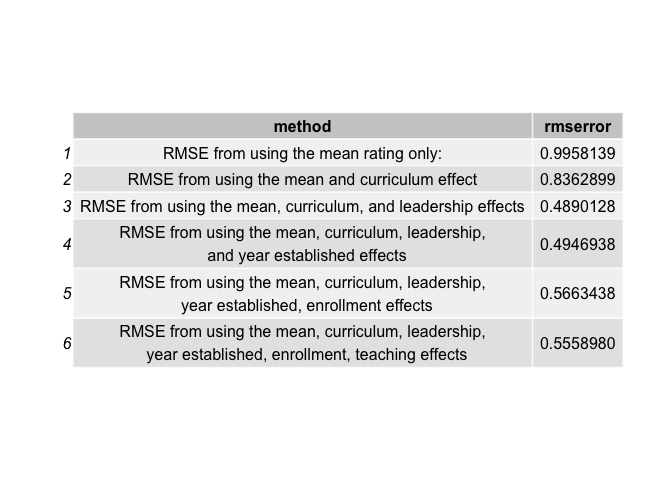 method rmserror
1 RMSE from using the mean rating only: 0.9958139
2 RMSE from using the mean and curriculum effect 0.8362899
3 RMSE from using the mean, curriculum, and leadership effects 0.4890128
RMSE from using the mean, curriculum, leadership,
4 0.4946938
and year established effects
RMSE from using the mean, curriculum, leadership,
5 0.5663438
year established, enrollment effects
RMSE from using the mean, curriculum, leadership,
6 0.5558980
year established, enrollment, teaching effects